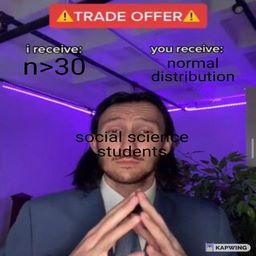 ⚠️TRADE OFFER⚠️
i receive:
you receive:
n>30
normal
distribution
social science
students
KAPWING